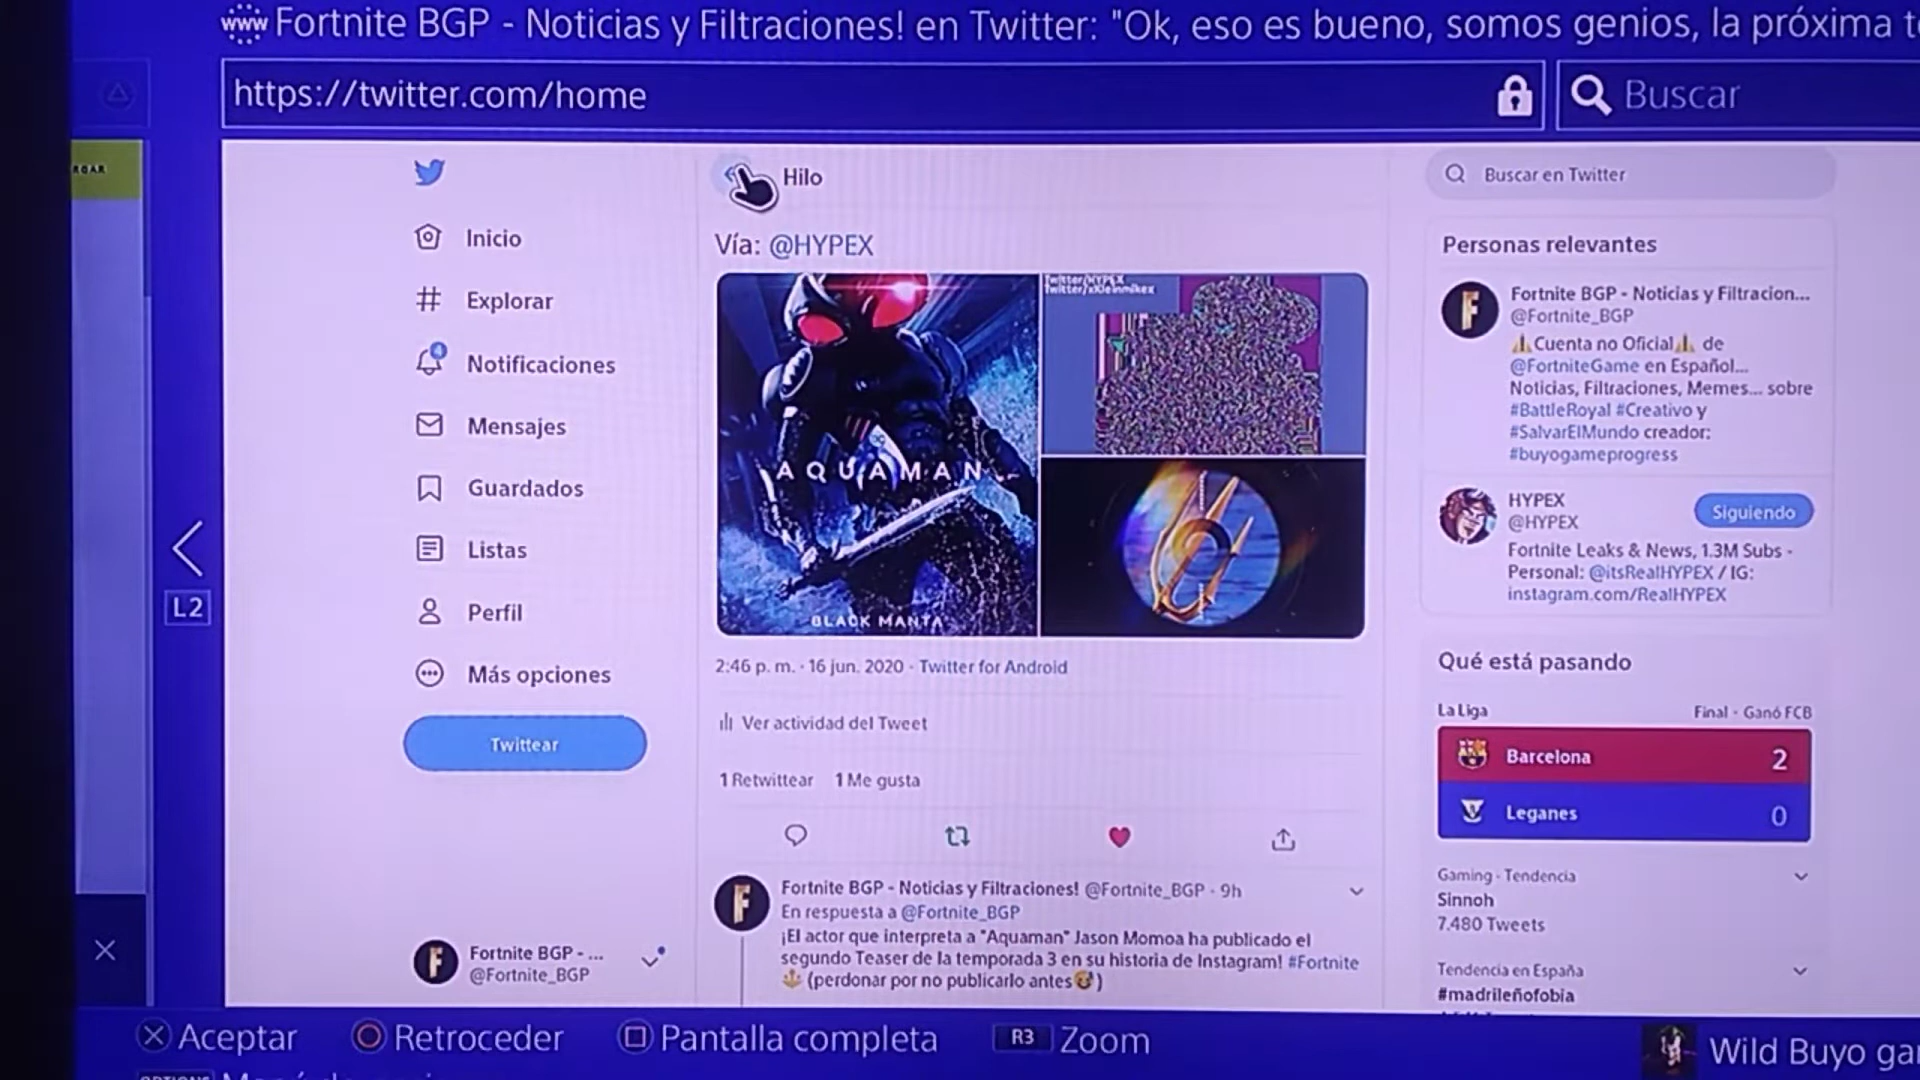 www Fortnite BGP - Noticias y Filtraciones! en Twitter: "Ok, eso es bueno, somos genios, la próxima
https://twitter.com/home
Buscar
Hilo
Buscar en Twitter
Inicio
Explorar
4
Notificaciones
Mensajes
Guardados
Listas
Perfil
Más opciones
Twittear
Fortnite BGP - ...
@Fortnite_BGP
L2
Vía: @HYPEX
AQUAMAN
BLACK MANTA
Twitter/HYPEX
2:46 p. m. · 16 jun. 2020 · Twitter for Android
Ver actividad del Tweet
1 Retwittear 1 Me gusta
Fortnite BGP - Noticias y Filtraciones! @Fortnite_BGP · 9h
En respuesta a @Fortnite_BGP
¡El actor que interpreta a "Aquaman" Jason Momoa ha publicado el
segundo Teaser de la temporada 3 en su historia de Instagram! #Fortnite
🔱 (perdonar por no publicarlo antes😅)
Personas relevantes
Fortnite BGP - Noticias y Filtracion...
@Fortnite_BGP
⚠️Cuenta no Oficial⚠️ de
@FortniteGame en Español...
Noticias, Filtraciones, Memes... sobre
#BattleRoyal #Creativo y
#SalvarElMundo creador:
#buyogameprogress
HYPEX
@HYPEX
Siguiendo
Fortnite Leaks & News, 1.3M Subs -
Personal: @itsRealHYPEX / IG:
instagram.com/RealHYPEX
Qué está pasando
La Liga Final · Ganó FCB
Barcelona 2
Leganes 0
Gaming · Tendencia
Sinnoh
7.480 Tweets
Tendencia en España
#madrileñofobia
Aceptar Retroceder Pantalla completa R3 Zoom
Wild Buyo
OPTIONS